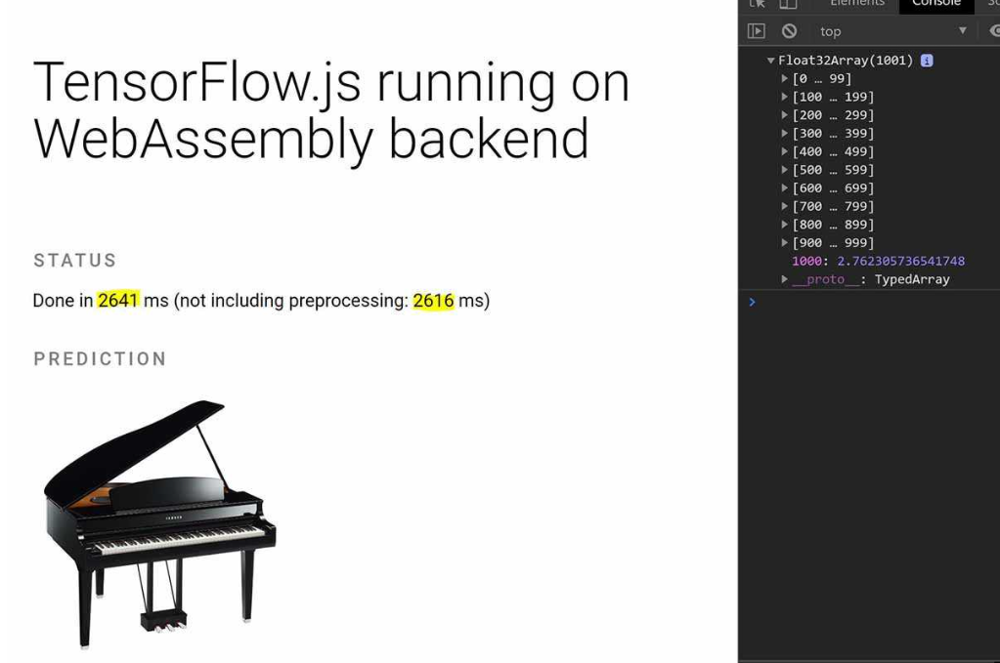 TensorFlow.js running on
WebAssembly backend
STATUS
Done in 2641 ms (not including preprocessing: 2616 ms)
PREDICTION
YAMAHA
Elements
Console
top
Float32Array(1001)
[0 … 99]
[100 … 199]
[200 … 299]
[300 … 399]
[400 … 499]
[500 … 599]
[600 … 699]
[700 … 799]
[800 … 899]
[900 … 999]
1000: 2.762305736541748
__proto__: TypedArray